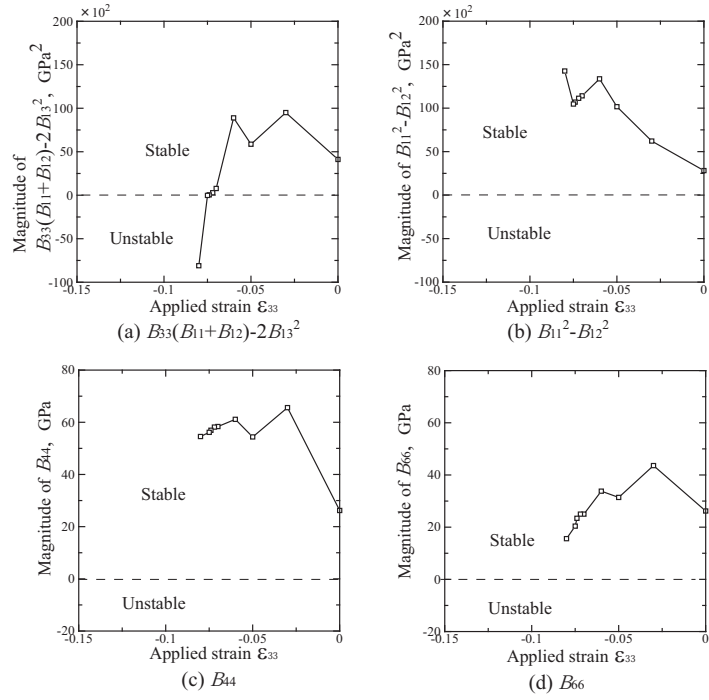 200 ×10²
150
100
50
0
-50
-100
-0.15 -0.1 -0.05 0
Magnitude of
B33(B11+B12)-2B13², GPa²
Stable
Unstable
Applied strain ε33
(a) B33(B11+B12)-2B13²
200 ×10²
150
100
50
0
-50
-100
-0.15 -0.1 -0.05 0
Magnitude of B11²-B12², GPa²
Stable
Unstable
Applied strain ε33
(b) B11²-B12²
80
60
40
20
0
-20
-0.15 -0.1 -0.05 0
Magnitude of B44, GPa
Stable
Unstable
Applied strain ε33
(c) B44
80
60
40
20
0
-20
-0.15 -0.1 -0.05 0
Magnitude of B66, GPa
Stable
Unstable
Applied strain ε33
(d) B66